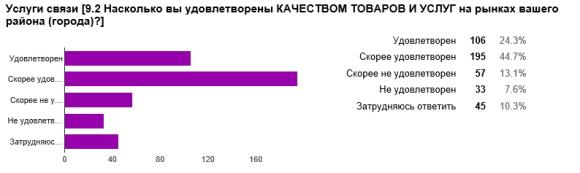 Услуги связи [9.2 Насколько вы удовлетворены КАЧЕСТВОМ ТОВАРОВ И УСЛУГ на рынках вашего
района (города)?]
Удовлетворен
Скорее удов...
Скорее не у...
Не удовлетв...
Затрудняюс...
0 40 80 120 160
Удовлетворен 106 24.3%
Скорее удовлетворен 195 44.7%
Скорее не удовлетворен 57 13.1%
Не удовлетворен 33 7.6%
Затрудняюсь ответить 45 10.3%